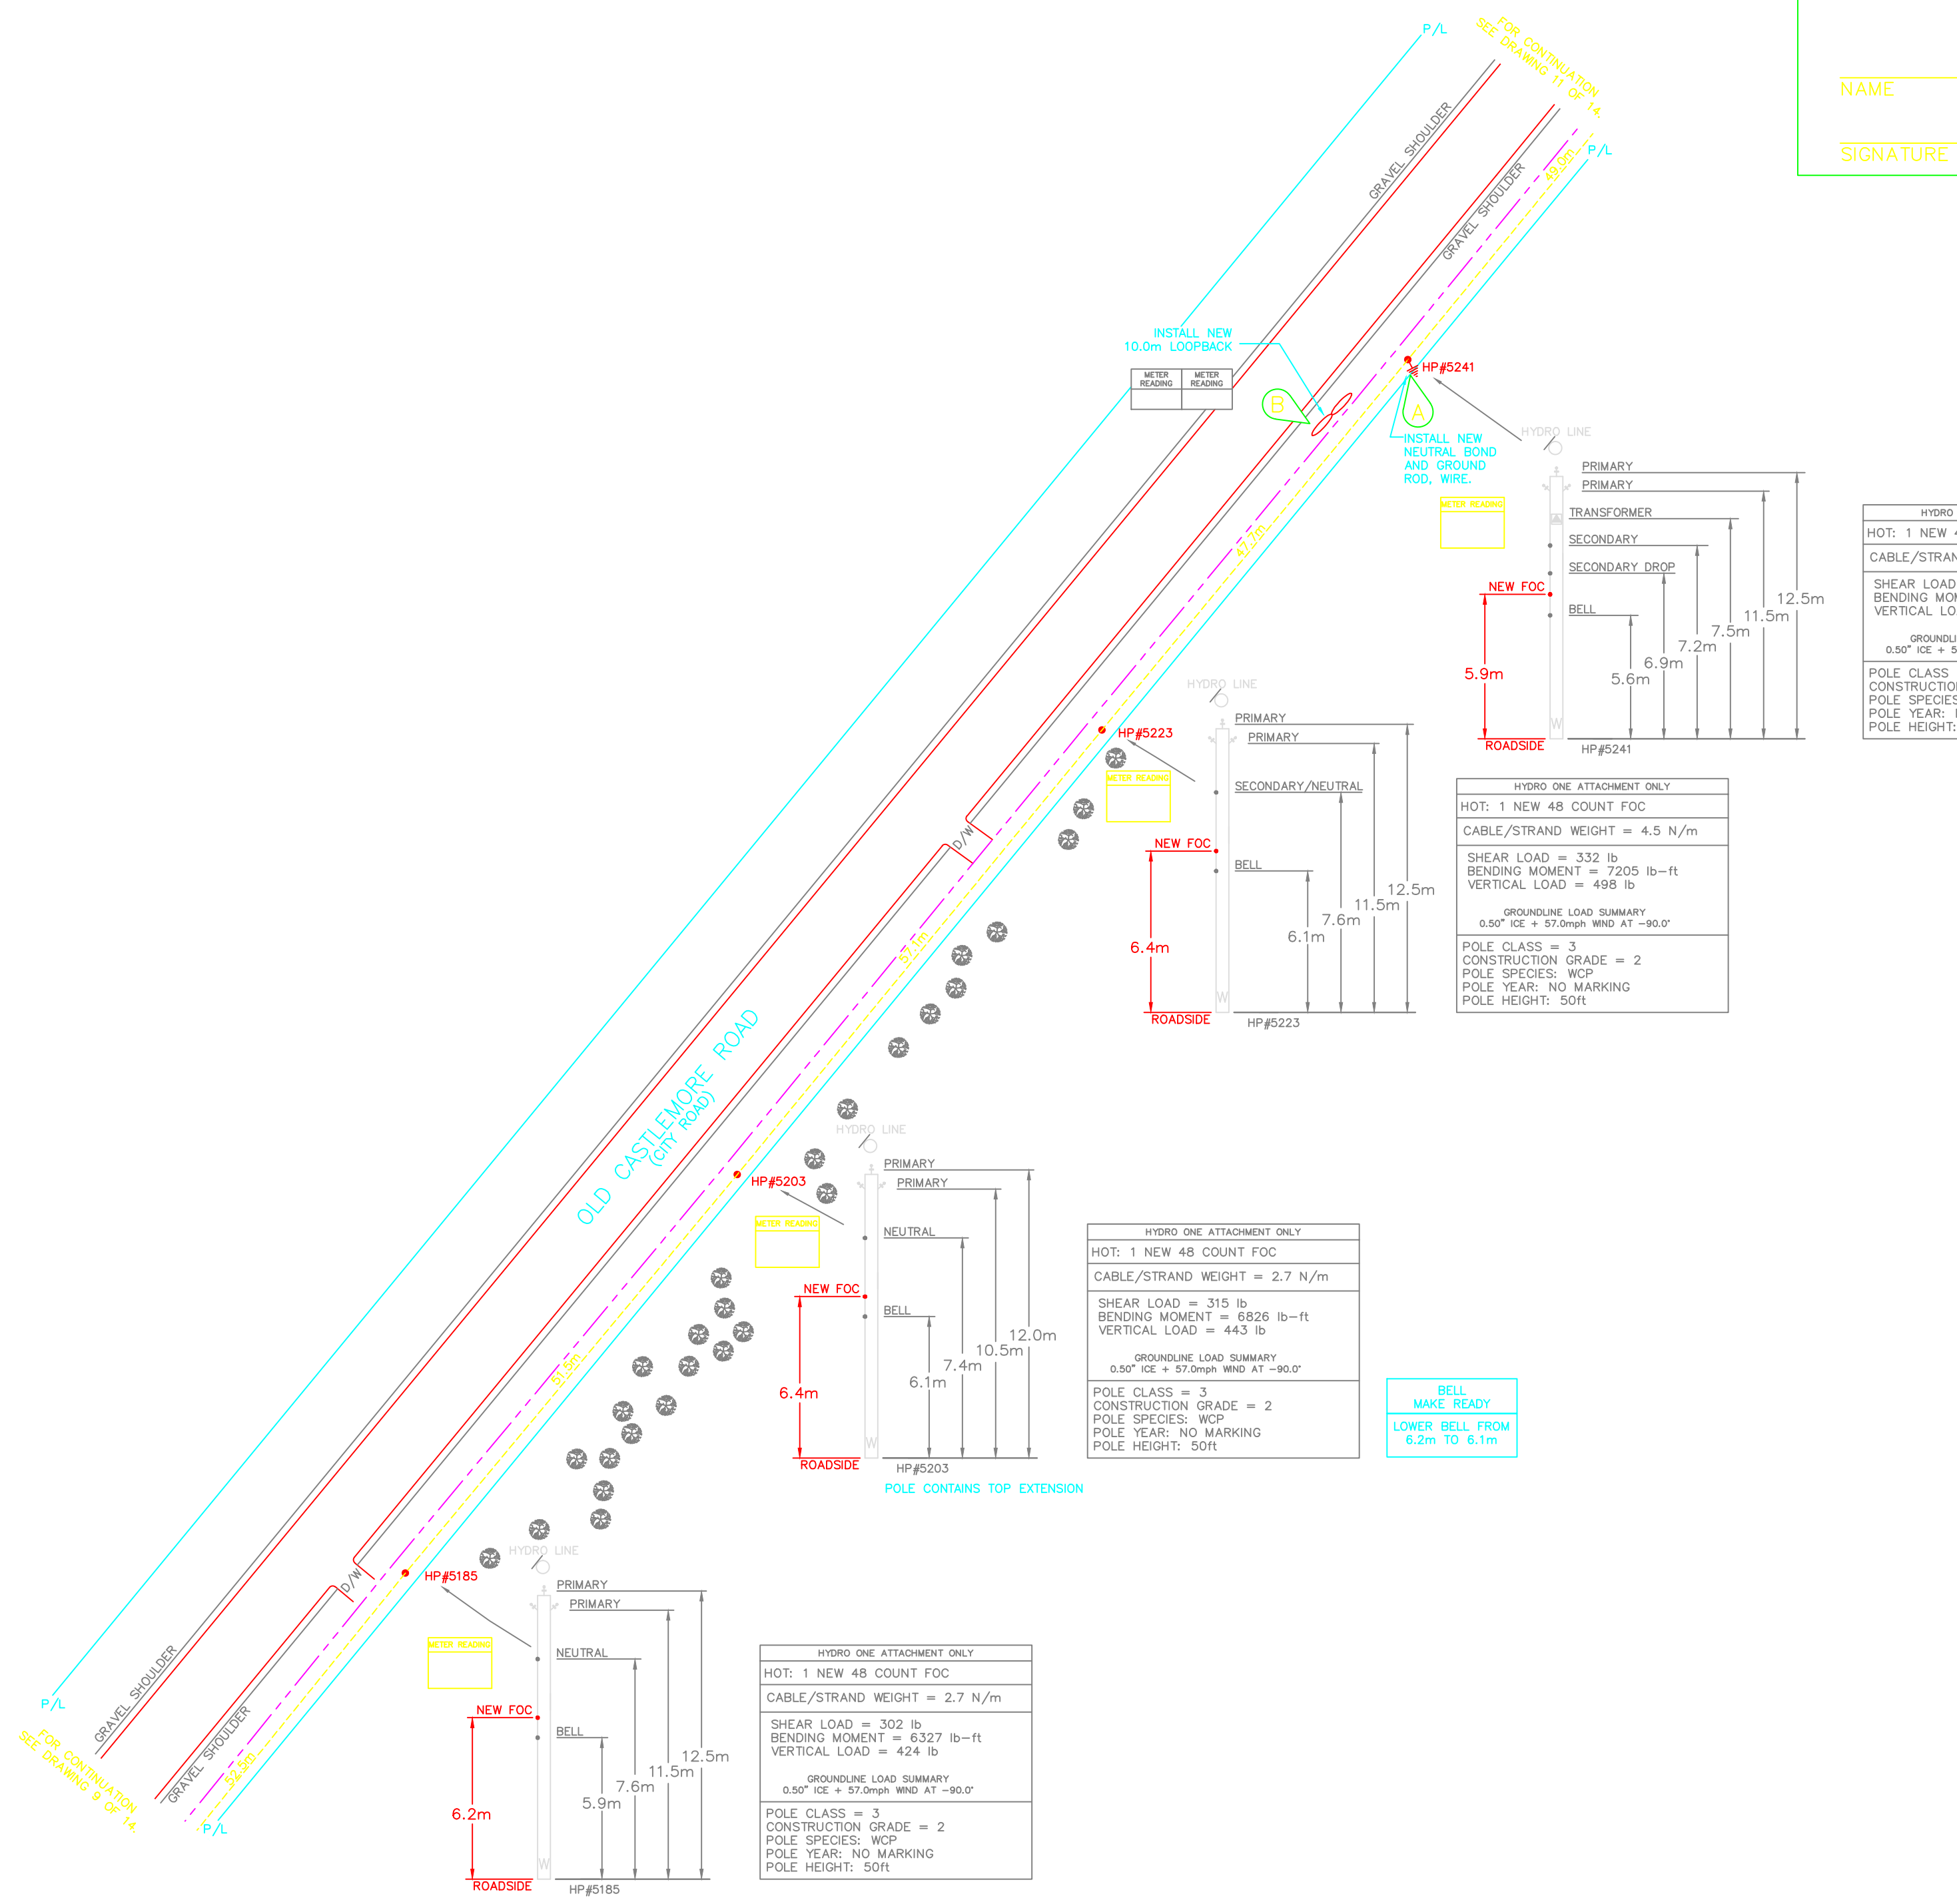 P/L
FOR CONTINUATION
SEE DRAWING 11 OF 14.
NAME
SIGNATURE
GRAVEL SHOULDER
GRAVEL SHOULDER
49.0m
P/L
INSTALL NEW
10.0m LOOPBACK
METER
READING
METER
READING
B
A
HP#5241
INSTALL NEW
NEUTRAL BOND
AND GROUND
ROD, WIRE.
47.7m
METER READING
HYDRO LINE
PRIMARY
PRIMARY
TRANSFORMER
SECONDARY
SECONDARY DROP
NEW FOC
BELL
12.5m
11.5m
7.5m
7.2m
6.9m
5.6m
5.9m
W
ROADSIDE
HP#5241
HYDRO
HOT: 1 NEW
CABLE/STRAN
SHEAR LOAD
BENDING MOM
VERTICAL LO
GROUNDLI
0.50" ICE + 5
POLE CLASS
CONSTRUCTION
POLE SPECIES
POLE YEAR:
POLE HEIGHT:
HP#5223
METER READING
HYDRO LINE
PRIMARY
PRIMARY
SECONDARY/NEUTRAL
NEW FOC
BELL
12.5m
11.5m
7.6m
6.1m
6.4m
W
ROADSIDE
HP#5223
HYDRO ONE ATTACHMENT ONLY
HOT: 1 NEW 48 COUNT FOC
CABLE/STRAND WEIGHT = 4.5 N/m
SHEAR LOAD = 332 lb
BENDING MOMENT = 7205 lb-ft
VERTICAL LOAD = 498 lb
GROUNDLINE LOAD SUMMARY
0.50" ICE + 57.0mph WIND AT -90.0°
POLE CLASS = 3
CONSTRUCTION GRADE = 2
POLE SPECIES: WCP
POLE YEAR: NO MARKING
POLE HEIGHT: 50ft
D/W
57.1m
OLD CASTLEMORE ROAD
(CITY ROAD)
HP#5203
METER READING
HYDRO LINE
PRIMARY
PRIMARY
NEUTRAL
NEW FOC
BELL
12.0m
10.5m
7.4m
6.1m
6.4m
W
ROADSIDE
HP#5203
POLE CONTAINS TOP EXTENSION
HYDRO ONE ATTACHMENT ONLY
HOT: 1 NEW 48 COUNT FOC
CABLE/STRAND WEIGHT = 2.7 N/m
SHEAR LOAD = 315 lb
BENDING MOMENT = 6826 lb-ft
VERTICAL LOAD = 443 lb
GROUNDLINE LOAD SUMMARY
0.50" ICE + 57.0mph WIND AT -90.0°
POLE CLASS = 3
CONSTRUCTION GRADE = 2
POLE SPECIES: WCP
POLE YEAR: NO MARKING
POLE HEIGHT: 50ft
BELL
MAKE READY
LOWER BELL FROM
6.2m TO 6.1m
51.5m
D/W
HP#5185
METER READING
HYDRO LINE
PRIMARY
PRIMARY
NEUTRAL
NEW FOC
BELL
12.5m
11.5m
7.6m
5.9m
6.2m
W
ROADSIDE
HP#5185
HYDRO ONE ATTACHMENT ONLY
HOT: 1 NEW 48 COUNT FOC
CABLE/STRAND WEIGHT = 2.7 N/m
SHEAR LOAD = 302 lb
BENDING MOMENT = 6327 lb-ft
VERTICAL LOAD = 424 lb
GROUNDLINE LOAD SUMMARY
0.50" ICE + 57.0mph WIND AT -90.0°
POLE CLASS = 3
CONSTRUCTION GRADE = 2
POLE SPECIES: WCP
POLE YEAR: NO MARKING
POLE HEIGHT: 50ft
P/L
GRAVEL SHOULDER
GRAVEL SHOULDER
52.5m
P/L
FOR CONTINUATION
SEE DRAWING 9 OF 14.